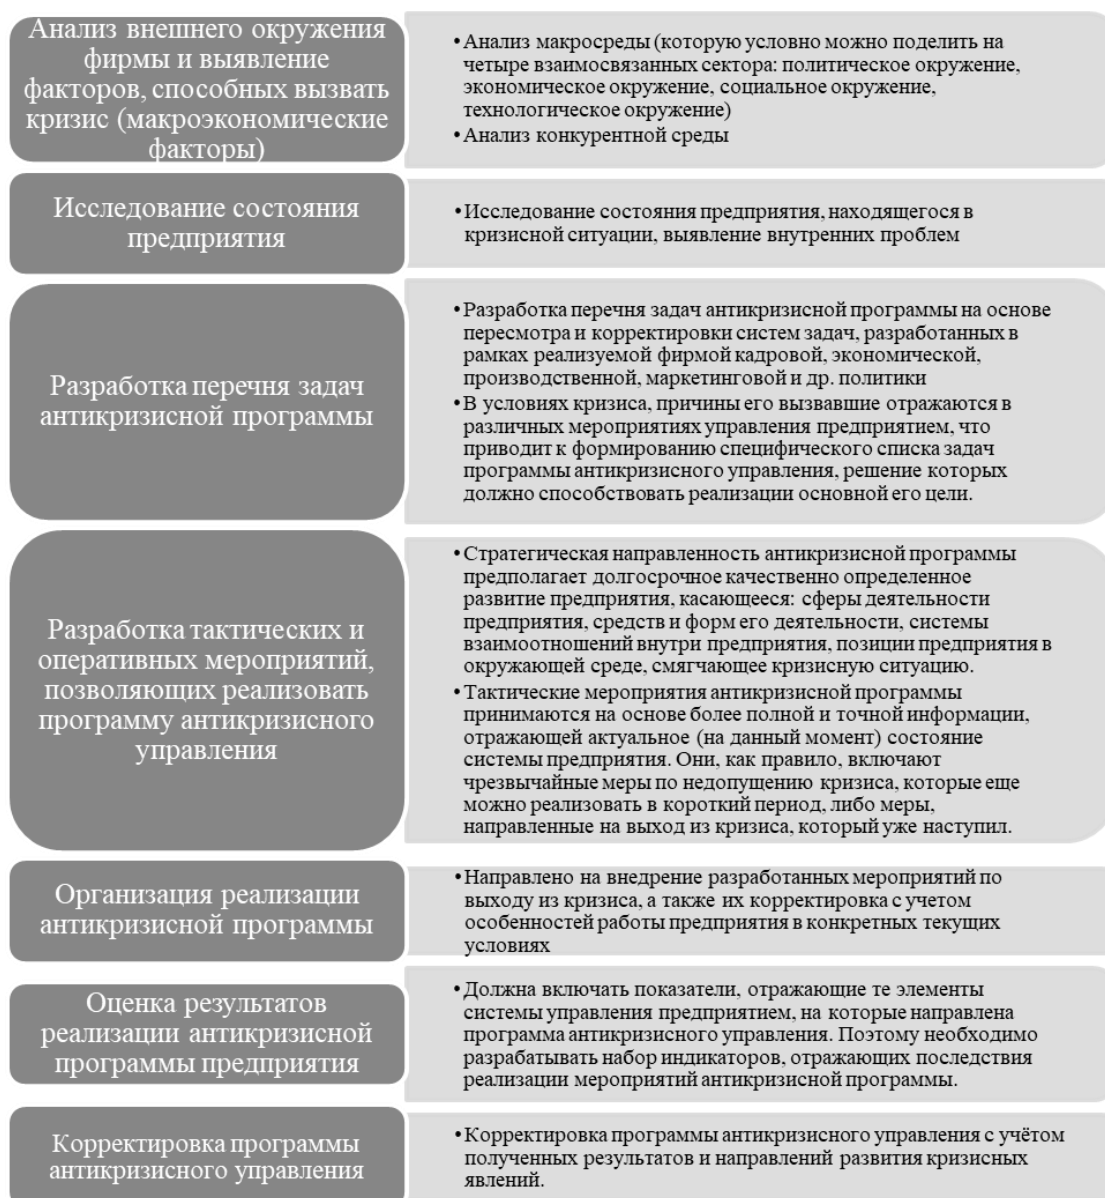 Анализ внешнего окружения
фирмы и выявление
факторов, способных вызвать
кризис (макроэкономические
факторы)
•Анализ макросреды (которую условно можно поделить на
четыре взаимосвязанных сектора: политическое окружение,
экономическое окружение, социальное окружение,
технологическое окружение)
•Анализ конкурентной среды
Исследование состояния
предприятия
•Исследование состояния предприятия, находящегося в
кризисной ситуации, выявление внутренних проблем
Разработка перечня задач
антикризисной программы
•Разработка перечня задач антикризисной программы на основе
пересмотра и корректировки систем задач, разработанных в
рамках реализуемой фирмой кадровой, экономической,
производственной, маркетинговой и др. политики
•В условиях кризиса, причины его вызвавшие отражаются в
различных мероприятиях управления предприятием, что
приводит к формированию специфического списка задач
программы антикризисного управления, решение которых
должно способствовать реализации основной его цели.
Разработка тактических и
оперативных мероприятий,
позволяющих реализовать
программу антикризисного
управления
•Стратегическая направленность антикризисной программы
предполагает долгосрочное качественно определенное
развитие предприятия, касающееся: сферы деятельности
предприятия, средств и форм его деятельности, системы
взаимоотношений внутри предприятия, позиции предприятия в
окружающей среде, смягчающее кризисную ситуацию.
•Тактические мероприятия антикризисной программы
принимаются на основе более полной и точной информации,
отражающей актуальное (на данный момент) состояние
системы предприятия. Они, как правило, включают
чрезвычайные меры по недопущению кризиса, которые еще
можно реализовать в короткий период, либо меры,
направленные на выход из кризиса, который уже наступил.
Организация реализации
антикризисной программы
•Направлено на внедрение разработанных мероприятий по
выходу из кризиса, а также их корректировка с учетом
особенностей работы предприятия в конкретных текущих
условиях
Оценка результатов
реализации антикризисной
программы предприятия
•Должна включать показатели, отражающие те элементы
системы управления предприятием, на которые направлена
программа антикризисного управления. Поэтому необходимо
разрабатывать набор индикаторов, отражающих последствия
реализации мероприятий антикризисной программы.
Корректировка программы
антикризисного управления
•Корректировка программы антикризисного управления с учётом
полученных результатов и направлений развития кризисных
явлений.